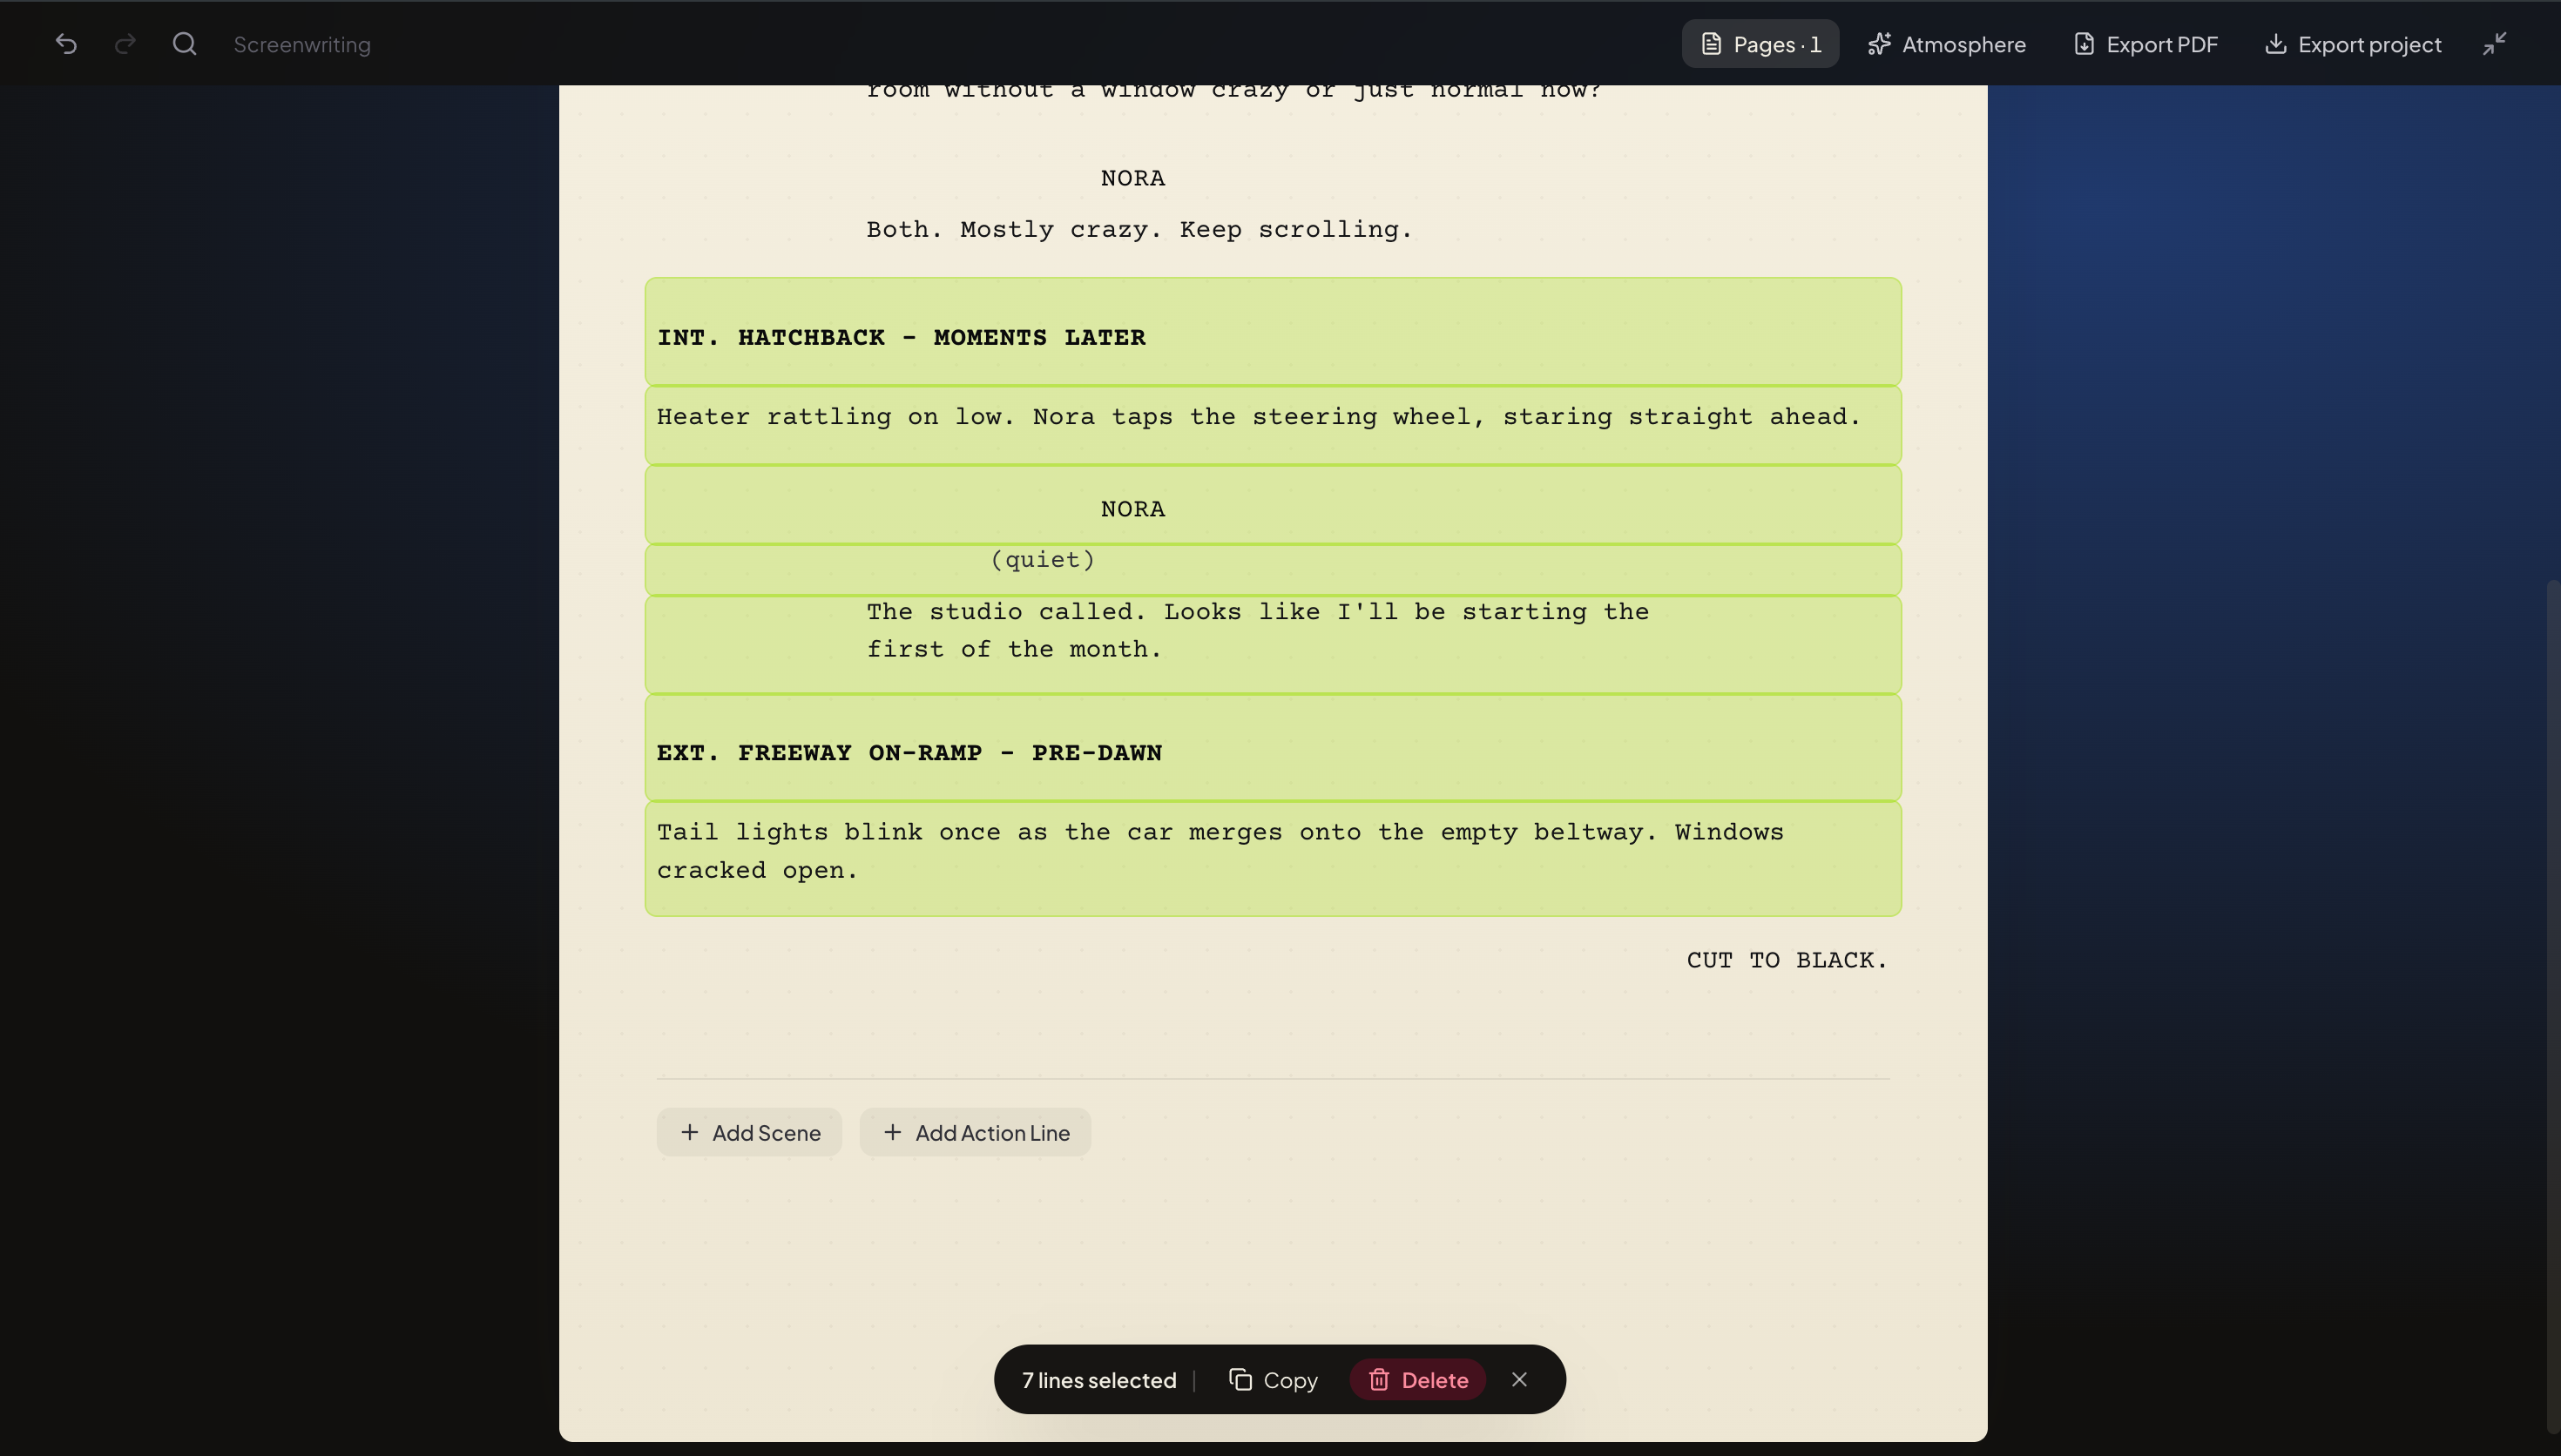 Screenwriting
Pages · 1
Atmosphere
Export PDF
Export project
room without a window crazy or just normal now?
NORA
Both. Mostly crazy. Keep scrolling.
INT. HATCHBACK - MOMENTS LATER
Heater rattling on low. Nora taps the steering wheel, staring straight ahead.
NORA
(quiet)
The studio called. Looks like I'll be starting the
first of the month.
EXT. FREEWAY ON-RAMP - PRE-DAWN
Tail lights blink once as the car merges onto the empty beltway. Windows
cracked open.
CUT TO BLACK.
Add Scene
Add Action Line
7 lines selected
Copy
Delete